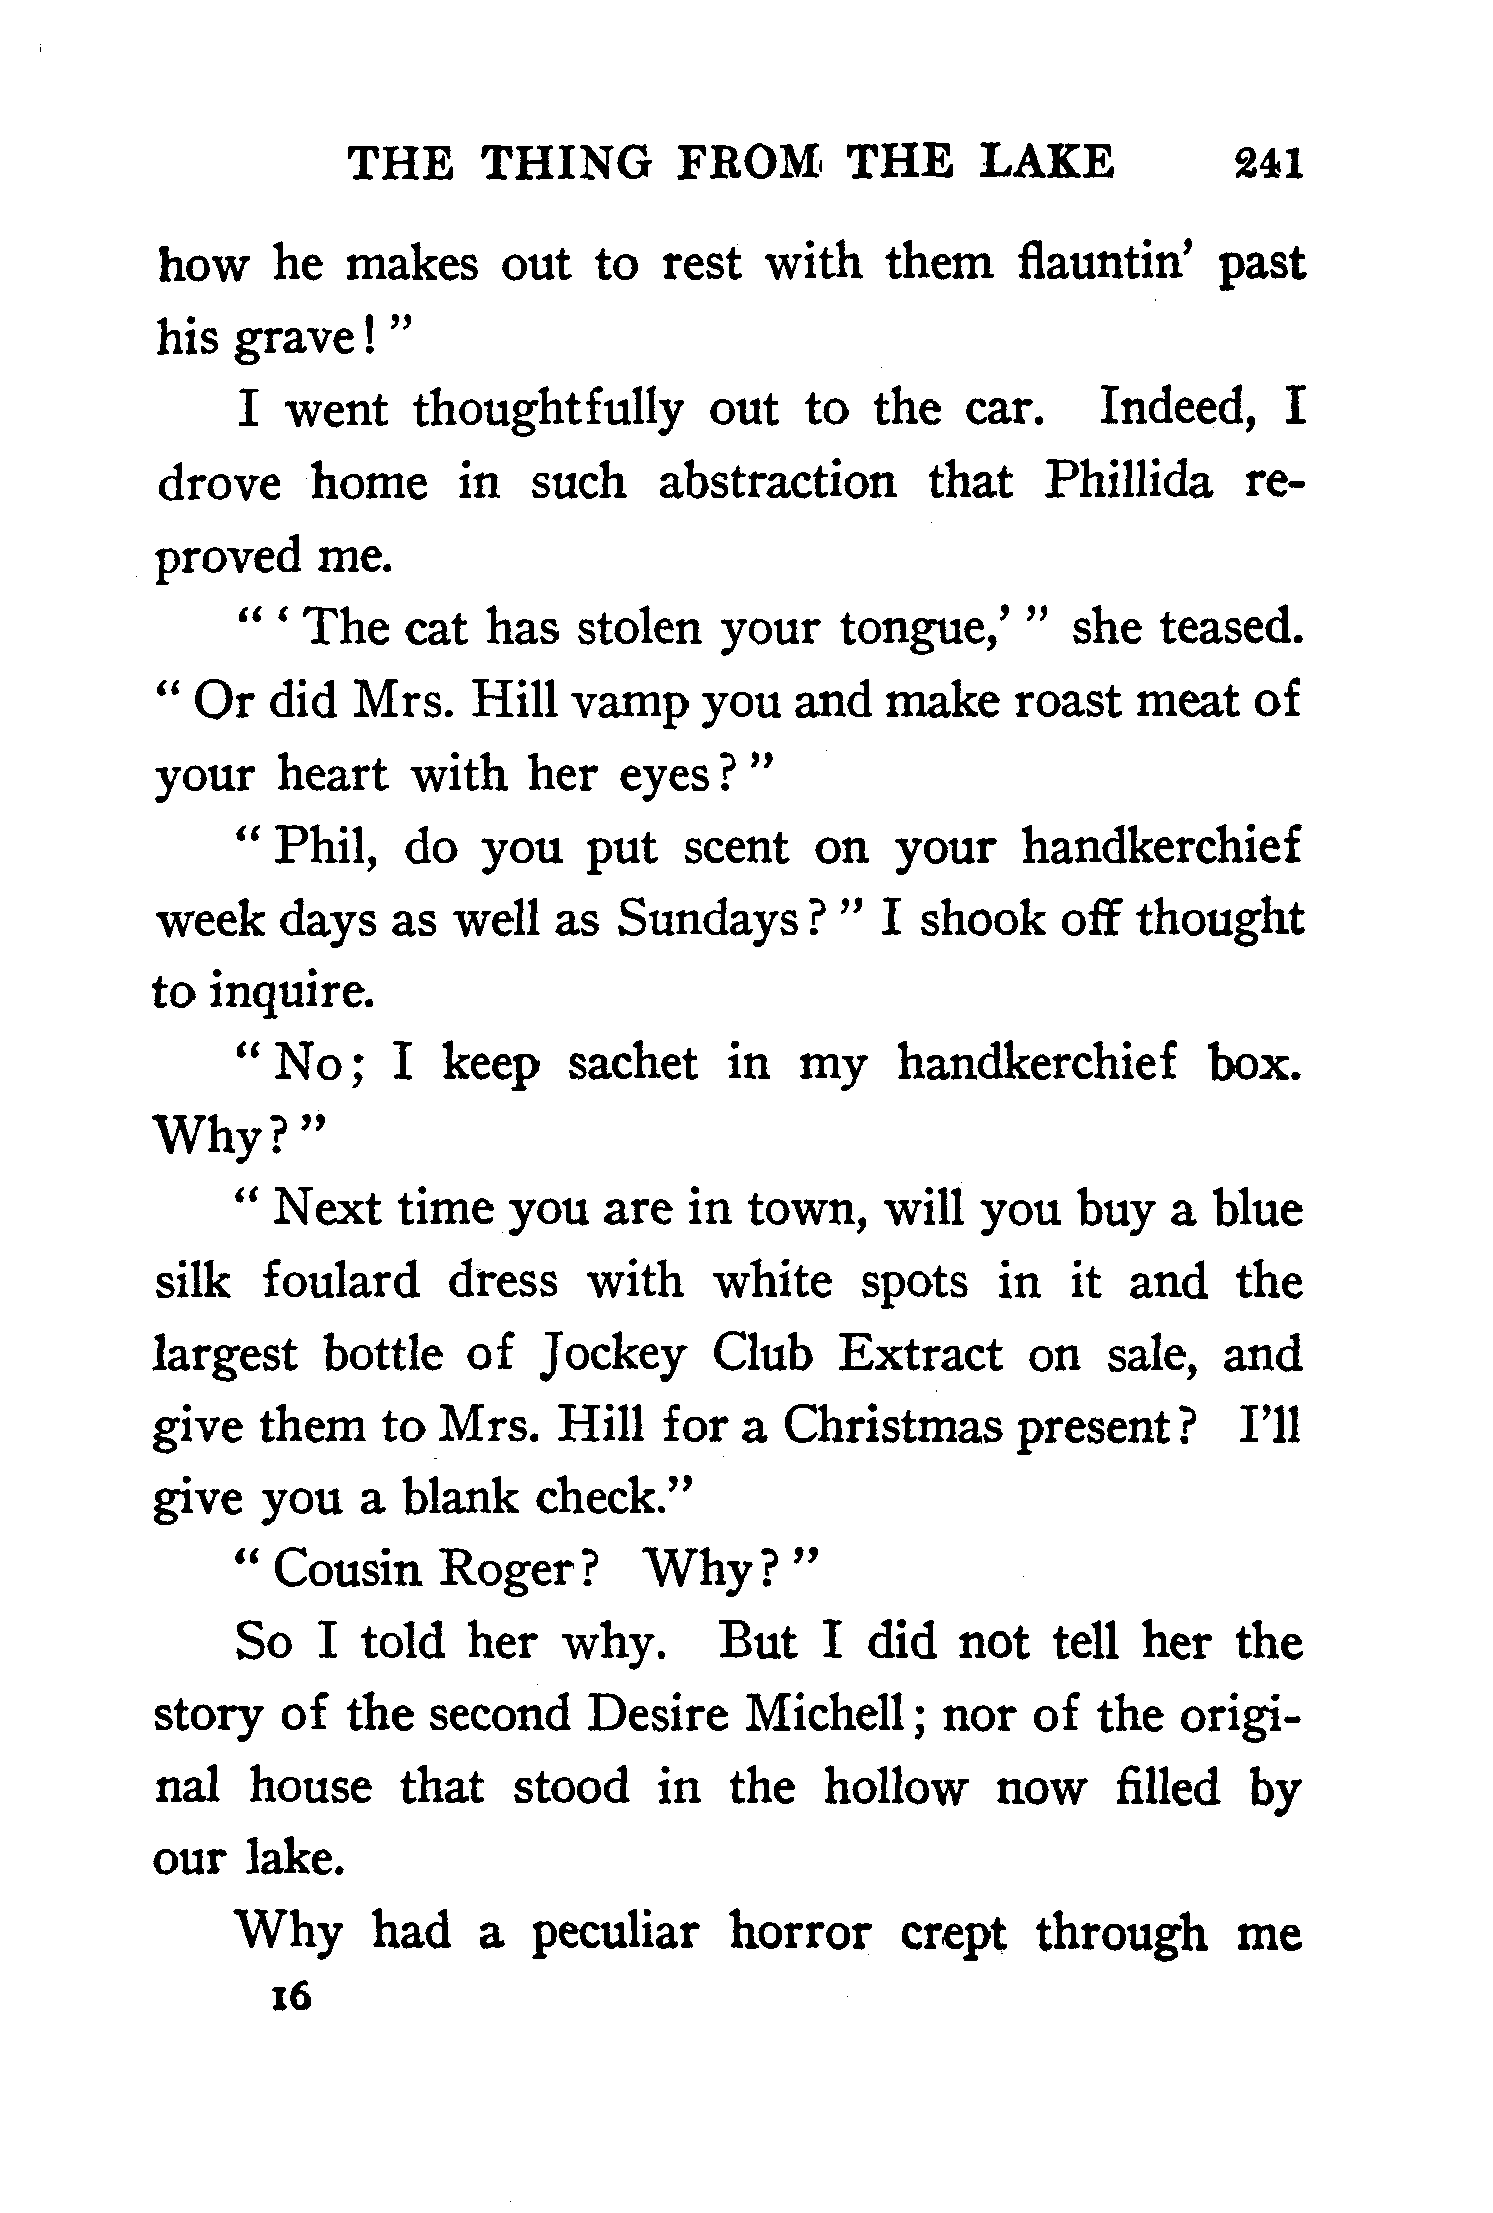 THE THING FROM THE LAKE 241
how he makes out to rest with them flauntin' past
his grave! "
I went thoughtfully out to the car. Indeed, I
drove home in such abstraction that Phillida re-
proved me.
" ' The cat has stolen your tongue,' " she teased.
" Or did Mrs. Hill vamp you and make roast meat of
your heart with her eyes? "
" Phil, do you put scent on your handkerchief
week days as well as Sundays? " I shook off thought
to inquire.
" No; I keep sachet in my handkerchief box.
Why? "
" Next time you are in town, will you buy a blue
silk foulard dress with white spots in it and the
largest bottle of Jockey Club Extract on sale, and
give them to Mrs. Hill for a Christmas present? I'll
give you a blank check."
" Cousin Roger? Why? "
So I told her why. But I did not tell her the
story of the second Desire Michell; nor of the origi-
nal house that stood in the hollow now filled by
our lake.
Why had a peculiar horror crept through me
16